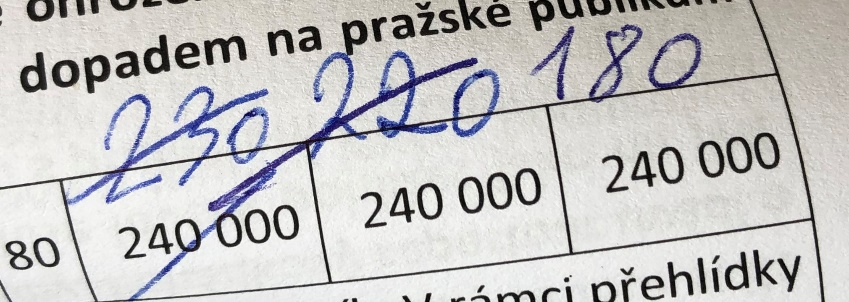 dopadem na pražské publikum
230 220 180
80 240 000 240 000 240 000
V rámci přehlídky